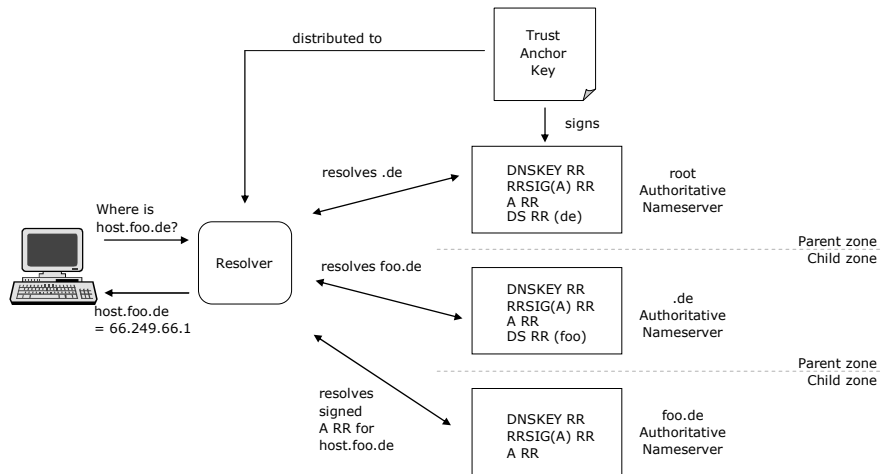 distributed to
Trust
Anchor
Key
signs
resolves .de
DNSKEY RR
RRSIG(A) RR
A RR
DS RR (de)
root
Authoritative
Nameserver
Where is
host.foo.de?
Resolver
host.foo.de
= 66.249.66.1
Parent zone
Child zone
resolves foo.de
DNSKEY RR
RRSIG(A) RR
A RR
DS RR (foo)
.de
Authoritative
Nameserver
Parent zone
Child zone
resolves
signed
A RR for
host.foo.de
DNSKEY RR
RRSIG(A) RR
A RR
foo.de
Authoritative
Nameserver